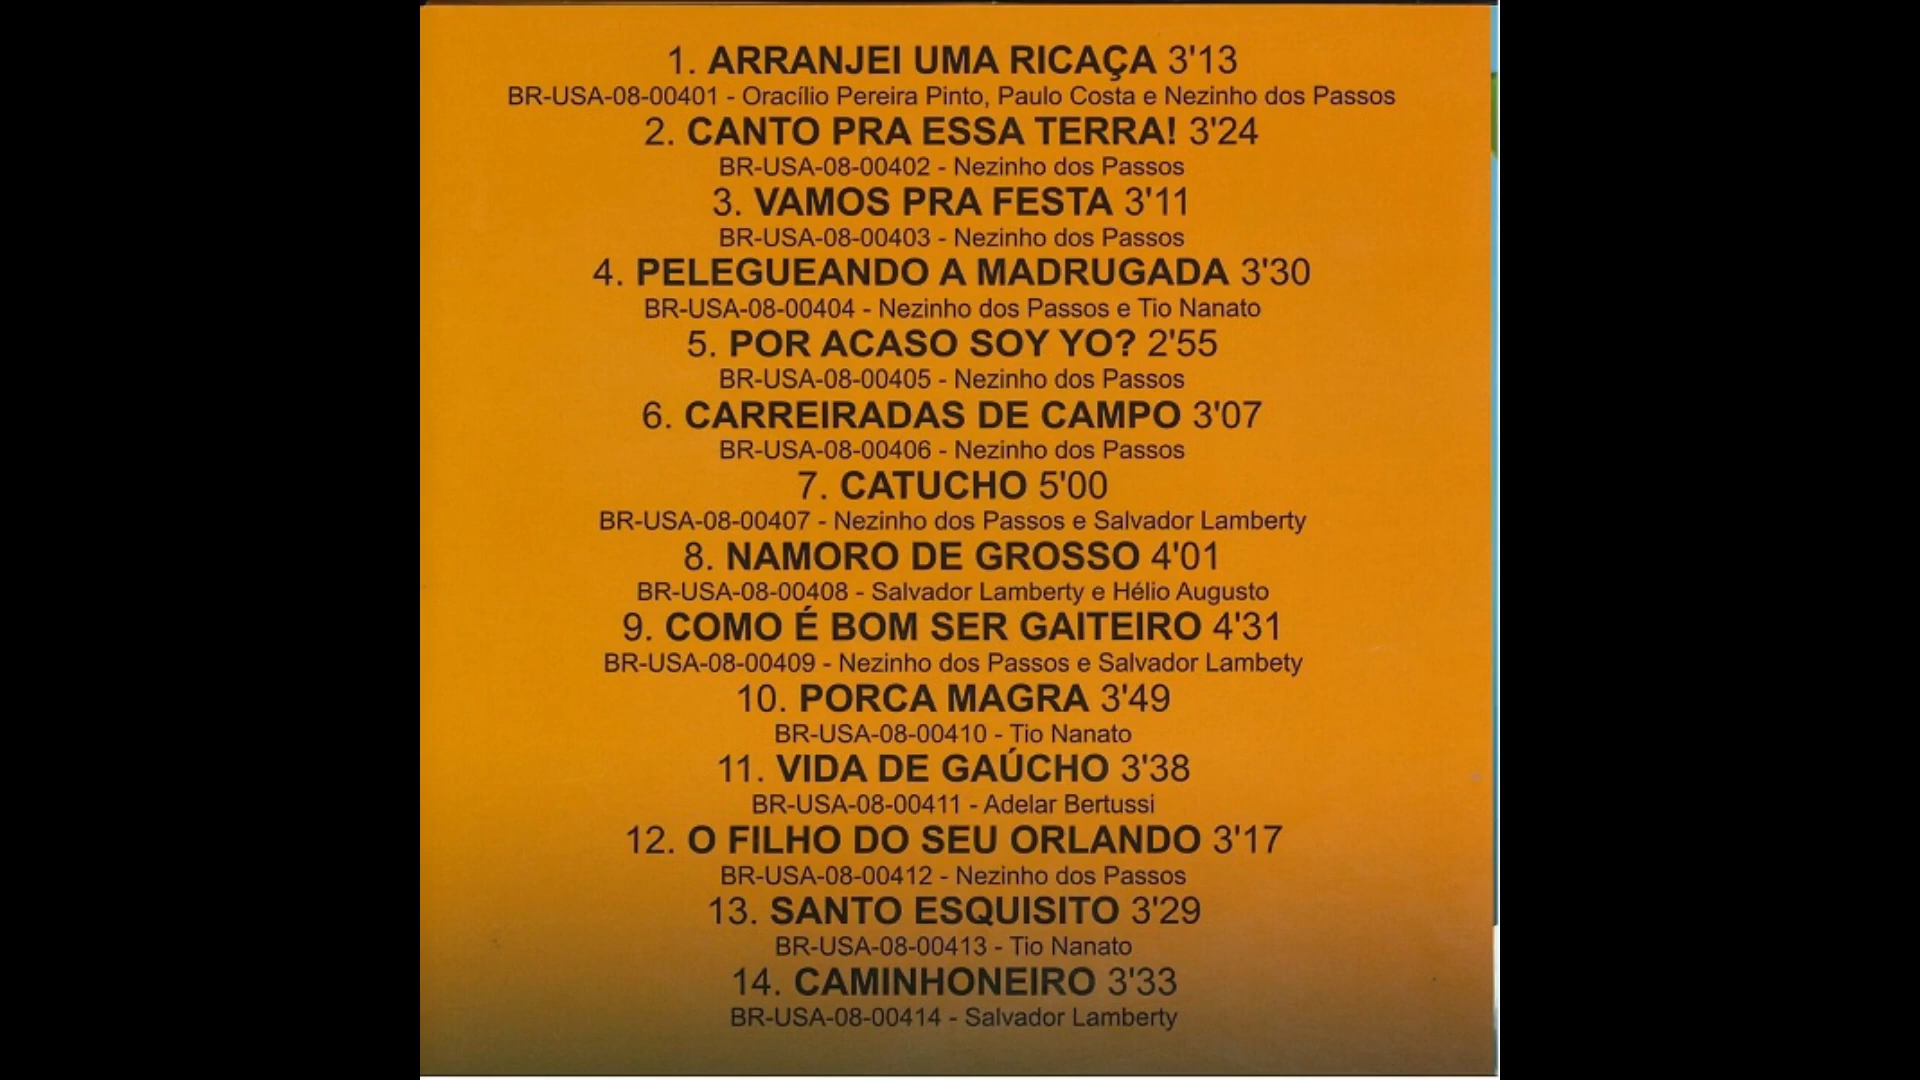 1. ARRANJEI UMA RICAÇA 3'13
BR-USA-08-00401 - Oracílio Pereira Pinto, Paulo Costa e Nezinho dos Passos
2. CANTO PRA ESSA TERRA! 3'24
BR-USA-08-00402 - Nezinho dos Passos
3. VAMOS PRA FESTA 3'11
BR-USA-08-00403 - Nezinho dos Passos
4. PELEGUEANDO A MADRUGADA 3'30
BR-USA-08-00404 - Nezinho dos Passos e Tio Nanato
5. POR ACASO SOY YO? 2'55
BR-USA-08-00405 - Nezinho dos Passos
6. CARREIRADAS DE CAMPO 3'07
BR-USA-08-00406 - Nezinho dos Passos
7. CATUCHO 5'00
BR-USA-08-00407 - Nezinho dos Passos e Salvador Lamberty
8. NAMORO DE GROSSO 4'01
BR-USA-08-00408 - Salvador Lamberty e Hélio Augusto
9. COMO É BOM SER GAITEIRO 4'31
BR-USA-08-00409 - Nezinho dos Passos e Salvador Lambety
10. PORCA MAGRA 3'49
BR-USA-08-00410 - Tio Nanato
11. VIDA DE GAÚCHO 3'38
BR-USA-08-00411 - Adelar Bertussi
12. O FILHO DO SEU ORLANDO 3'17
BR-USA-08-00412 - Nezinho dos Passos
13. SANTO ESQUISITO 3'29
BR-USA-08-00413 - Tio Nanato
14. CAMINHONEIRO 3'33
BR-USA-08-00414 - Salvador Lamberty